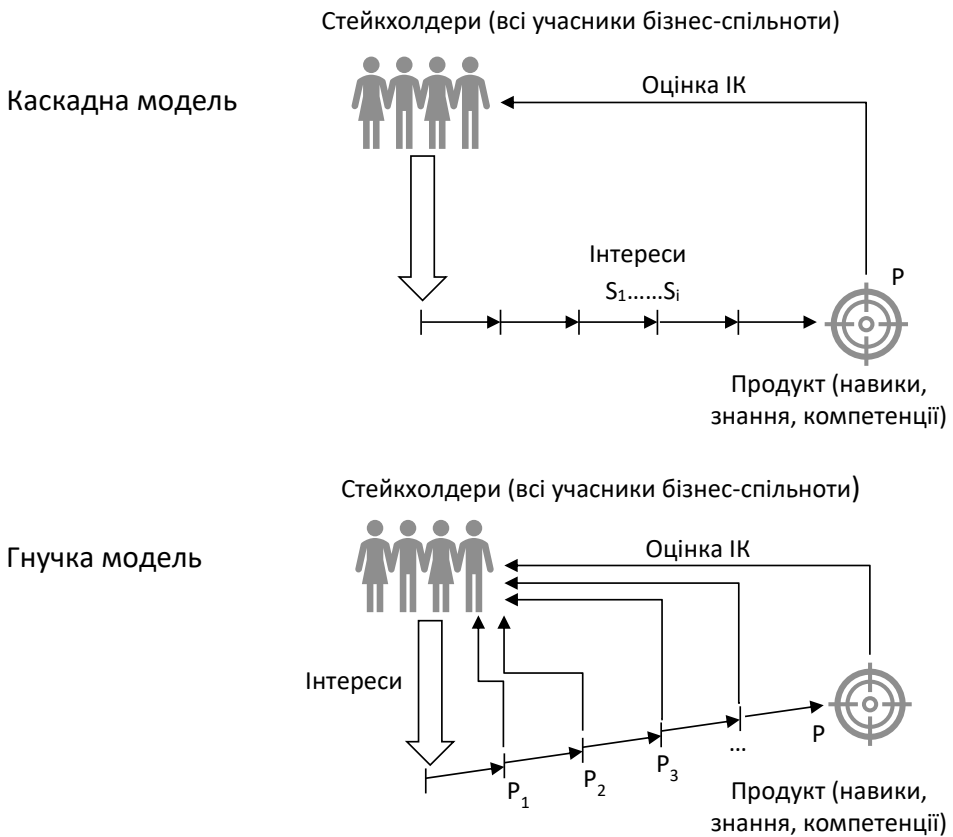 Стейкхолдери (всі учасники бізнес-спільноти)
Каскадна модель
Оцінка ІК
Інтереси
S₁……Sᵢ
P
Продукт (навики,
знання, компетенції)
Стейкхолдери (всі учасники бізнес-спільноти)
Гнучка модель
Оцінка ІК
Інтереси
P₁
P₂
P₃
...
P
Продукт (навики,
знання, компетенції)